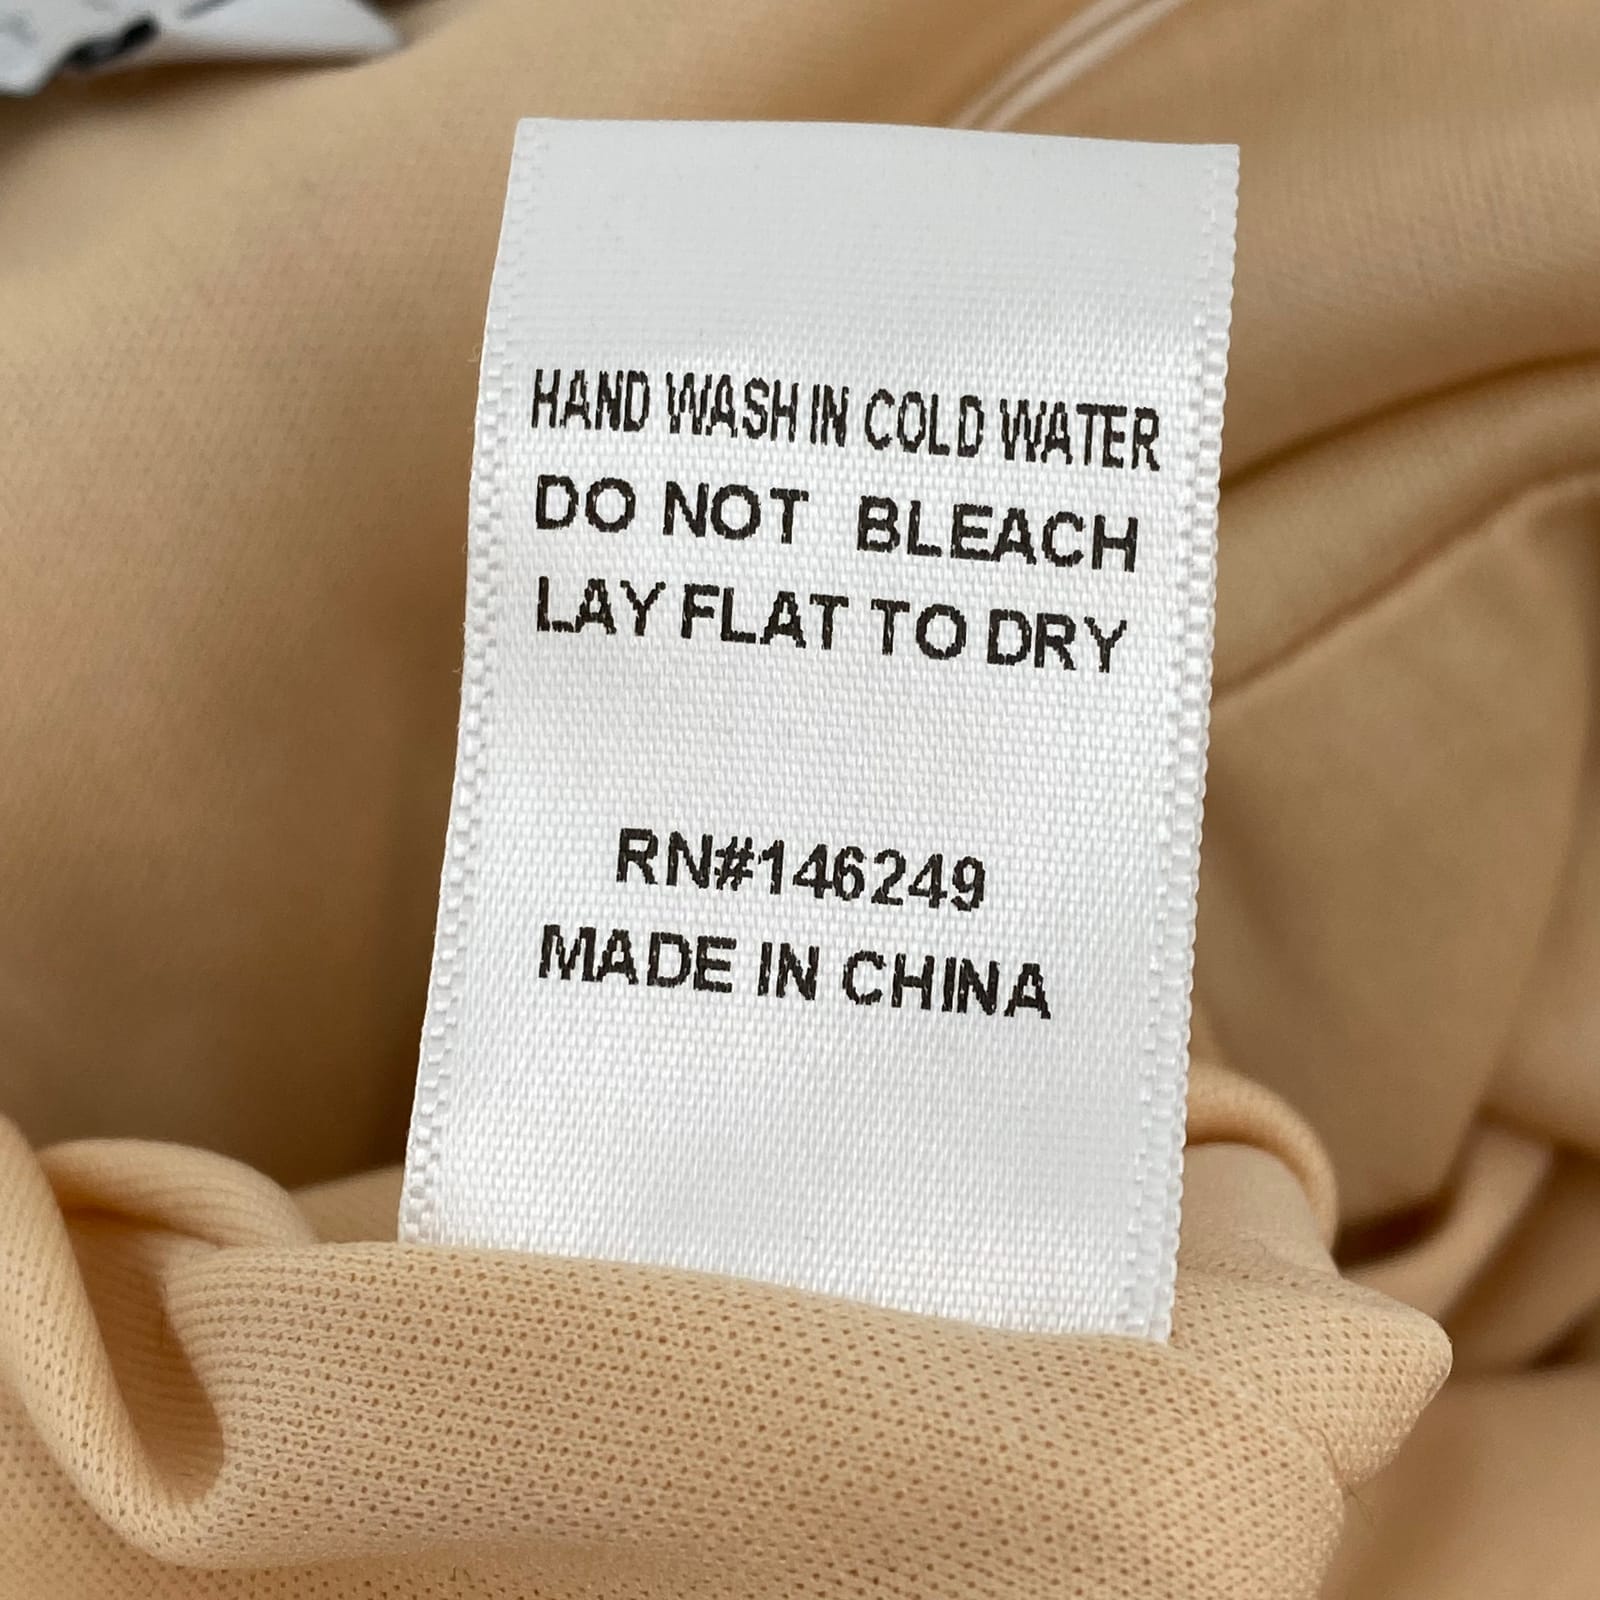 HAND WASH IN COLD WATER
DO NOT BLEACH
LAY FLAT TO DRY
RN#146249
MADE IN CHINA